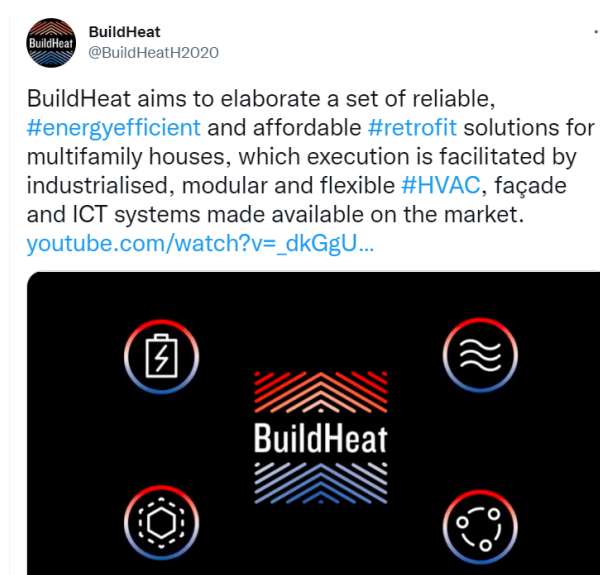 BuildHeat
BuildHeat
@BuildHeatH2020
BuildHeat aims to elaborate a set of reliable,
#energyefficient and affordable #retrofit solutions for
multifamily houses, which execution is facilitated by
industrialised, modular and flexible #HVAC, façade
and ICT systems made available on the market.
youtube.com/watch?v=_dkGgU...
BuildHeat